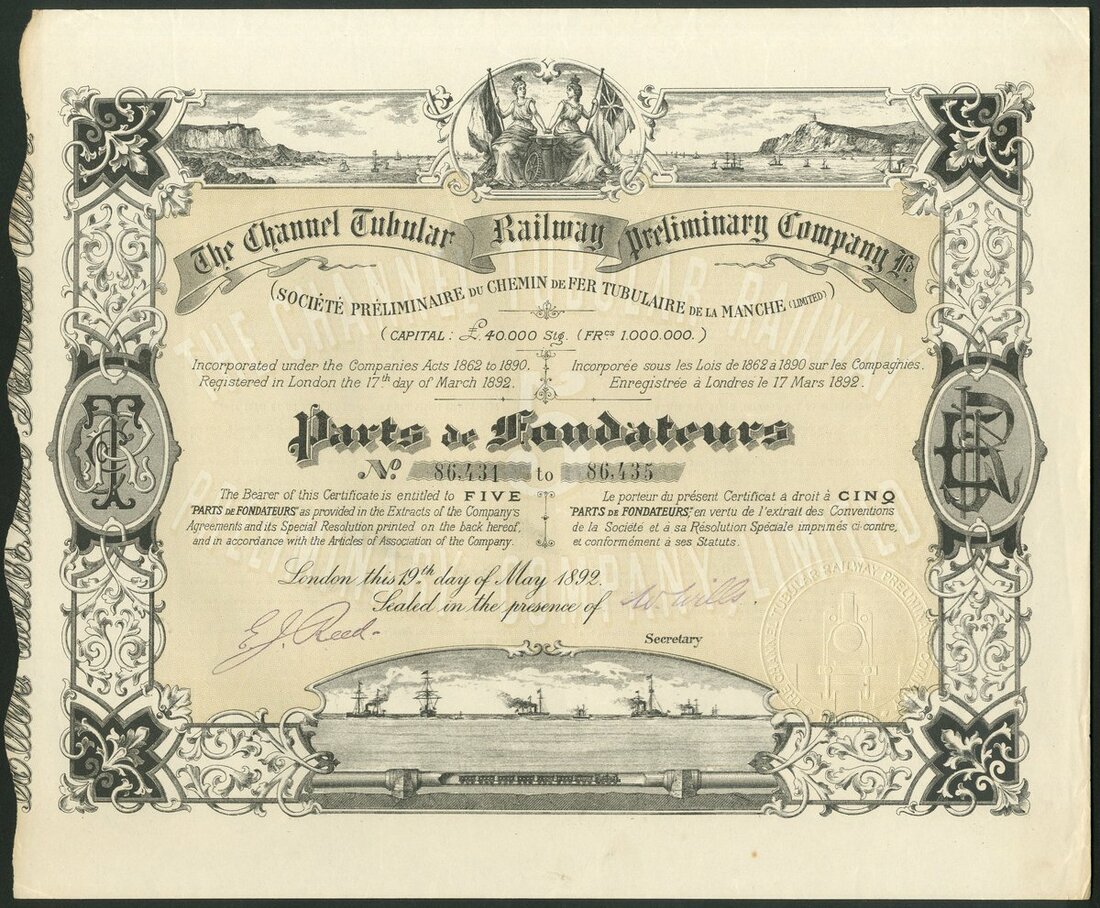 The Channel Tubular Railway Preliminary Company Ld
(SOCIÉTÉ PRÉLIMINAIRE DU CHEMIN DE FER TUBULAIRE DE LA MANCHE (LIMITED)
(CAPITAL: £.40.000 Stg. (FRcs 1.000.000.)
Incorporated under the Companies Acts 1862 to 1890.
Registered in London the 17th day of March 1892.
Incorporée sous les Lois de 1862 à 1890 sur les Compagnies.
Enregistrée à Londres le 17 Mars 1892.
Parts de Fondateurs
No. 86,431 to 86,435
The Bearer of this Certificate is entitled to FIVE
"PARTS DE FONDATEURS" as provided in the Extracts of the Company's
Agreements and its Special Resolution printed on the back hereof,
and in accordance with the Articles of Association of the Company.
Le porteur du présent Certificat a droit à CINQ
"PARTS DE FONDATEURS," en vertu de l'extrait des Conventions
de la Société et à sa Résolution Spéciale imprimés ci-contre,
et conformément à ses Statuts.
London this 19th day of May 1892.
Sealed in the presence of W. Wills.
E. J. Reed
Secretary
THE CHANNEL TUBULAR RAILWAY
PRELIMINARY COMPANY LIMITED
5
THE CHANNEL TUBULAR RAILWAY PRELIMIN